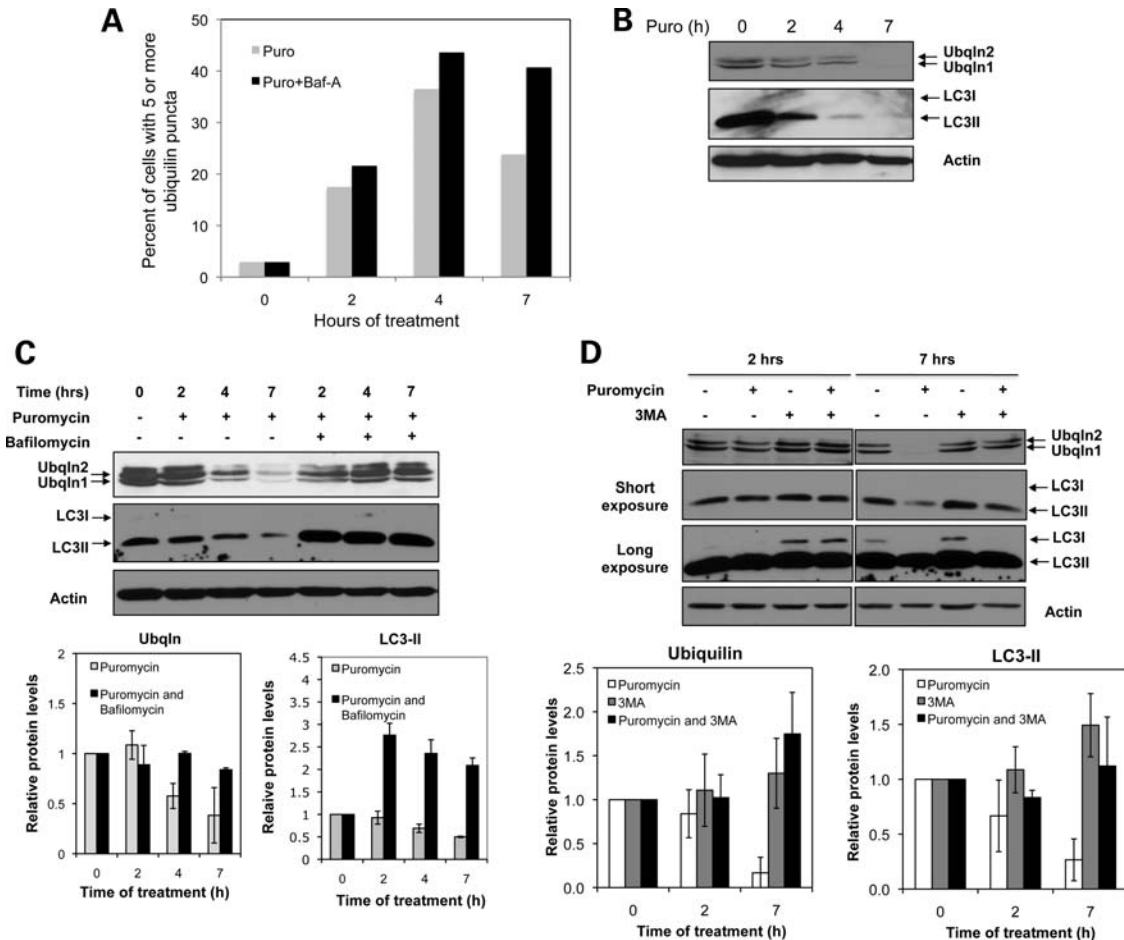 A
Percent of cells with 5 or more
ubiquilin puncta
50
40
30
20
10
0
Puro
Puro+Baf-A
0 2 4 7
Hours of treatment
B
Puro (h) 0 2 4 7
Ubqln2
Ubqln1
LC3I
LC3II
Actin
C
Time (hrs) 0 2 4 7 2 4 7
Puromycin - + + + + + +
Bafilomycin - - - - + + +
Ubqln2
Ubqln1
LC3I
LC3II
Actin
Ubqln
Relative protein levels
2
1.5
1
0.5
0
Puromycin
Puromycin and
Bafilomycin
0 2 4 7
Time of treatment (h)
LC3-II
Relaive protein levels
4.5
4
3.5
3
2.5
2
1.5
1
0.5
0
Puromycin
Puromycin and
Bafilomycin
0 2 4 7
Time of treatment (h)
D
2 hrs 7 hrs
Puromycin - + - + - + - +
3MA - - + + - - + +
Ubqln2
Ubqln1
Short
exposure
LC3I
LC3II
Long
exposure
LC3I
LC3II
Actin
Ubiquilin
Relative protein levels
2.5
2.0
1.5
1.0
0.5
0.0
Puromycin
3MA
Puromycin and 3MA
0 2 7
Time of treatment (h)
LC3-II
Relative protein levels
2.0
1.5
1.0
0.5
0.0
Puromycin
3MA
Puromycin and 3MA
0 2 7
Time of treatment (h)